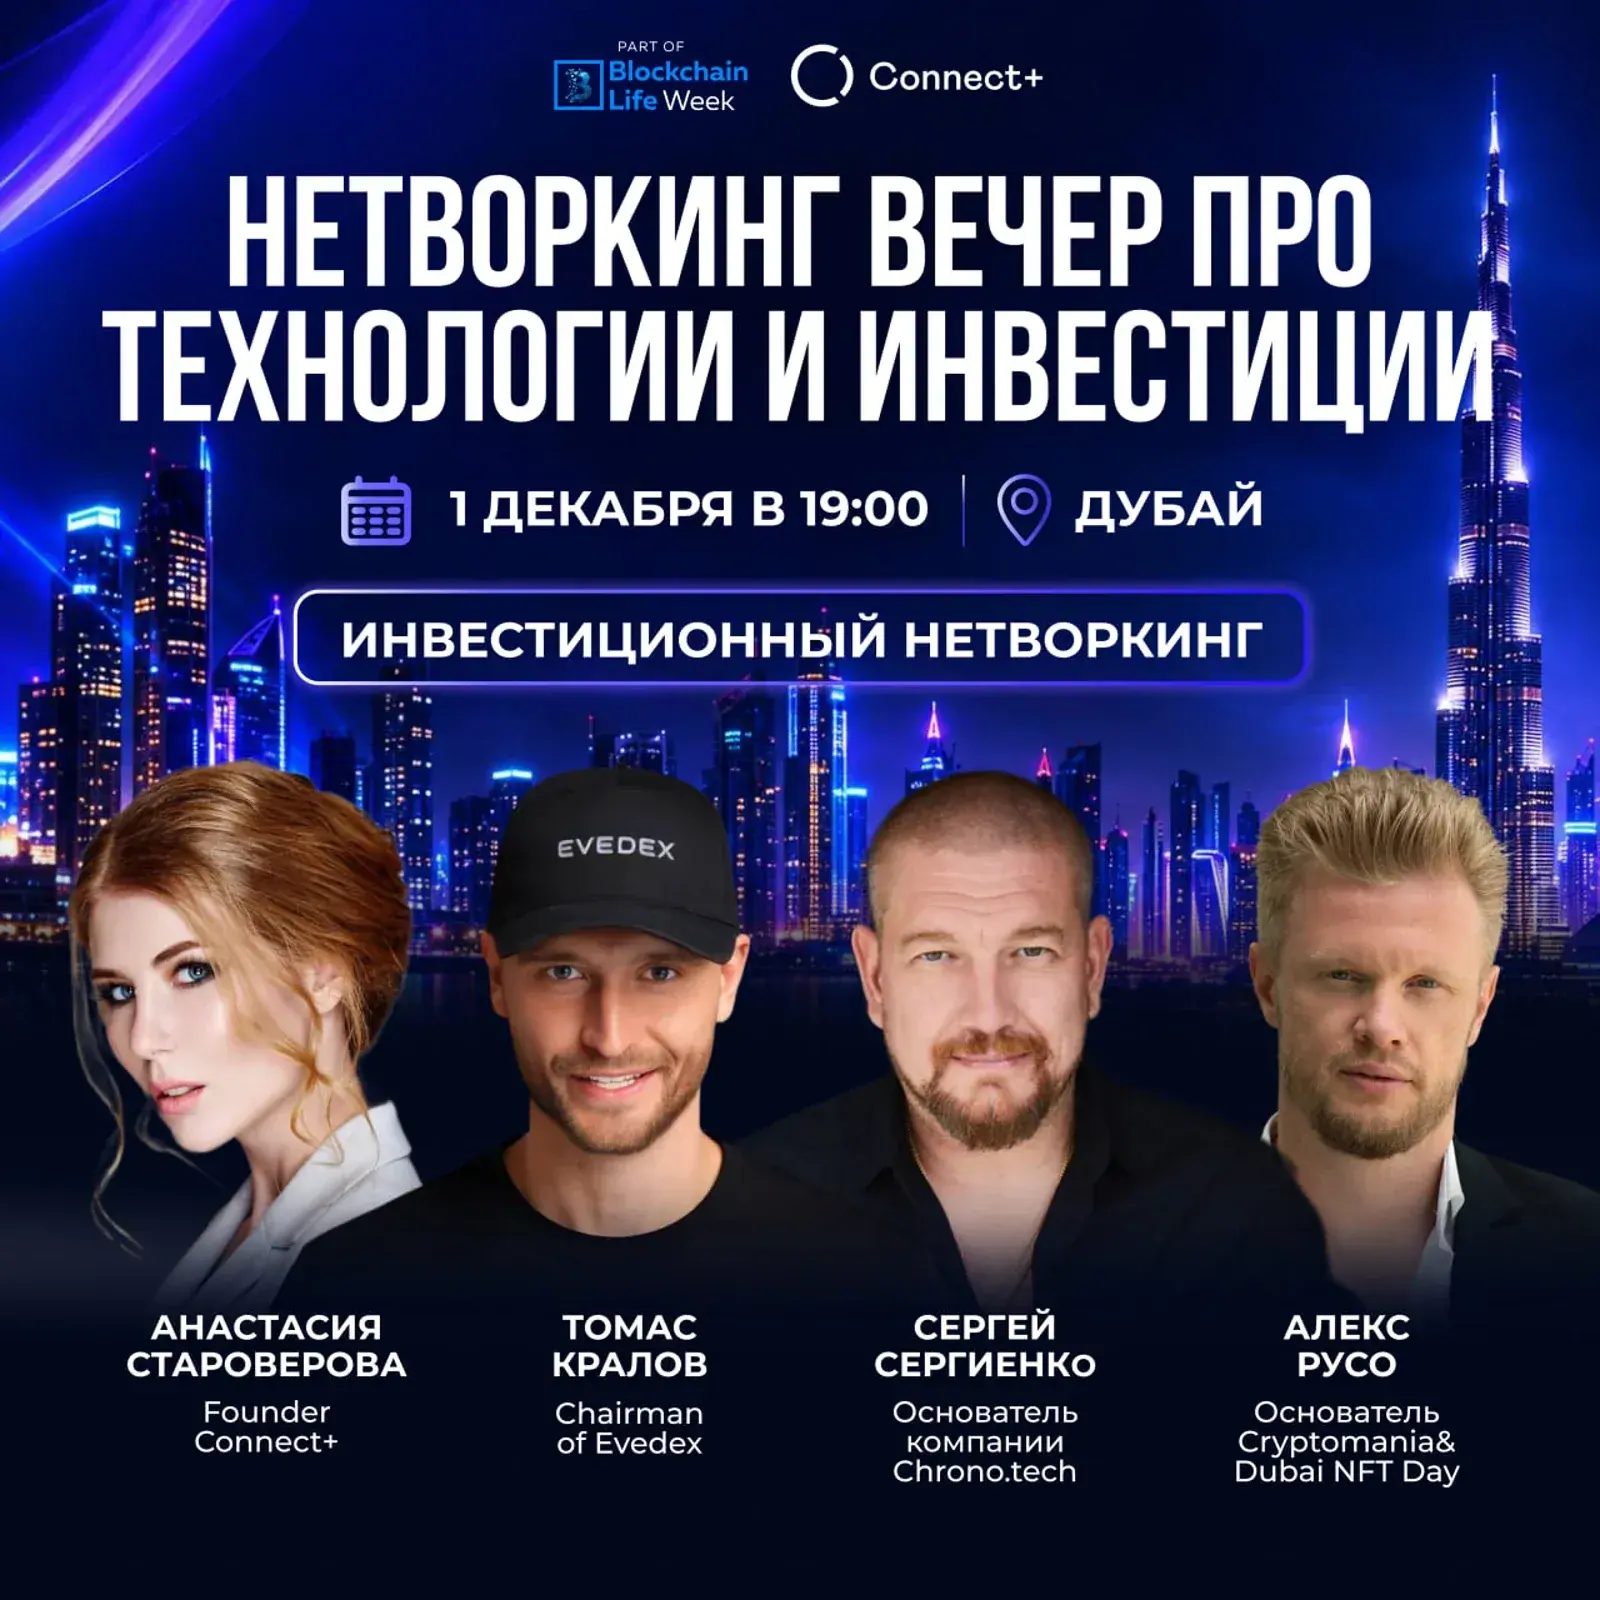 PART OF
Blockchain
Life Week
Connect+
НЕТВОРКИНГ ВЕЧЕР ПРО
ТЕХНОЛОГИИ И ИНВЕСТИЦИИ
1 ДЕКАБРЯ В 19:00
ДУБАЙ
ИНВЕСТИЦИОННЫЙ НЕТВОРКИНГ
EVEDEX
АНАСТАСИЯ
СТАРОВЕРОВА
Founder
Connect+
ТОМАС
КРАЛОВ
Chairman
of Evedex
СЕРГЕЙ
СЕРГИЕНКо
Основатель
компании
Chrono.tech
АЛЕКС
РУСО
Основатель
Cryptomania&
Dubai NFT Day